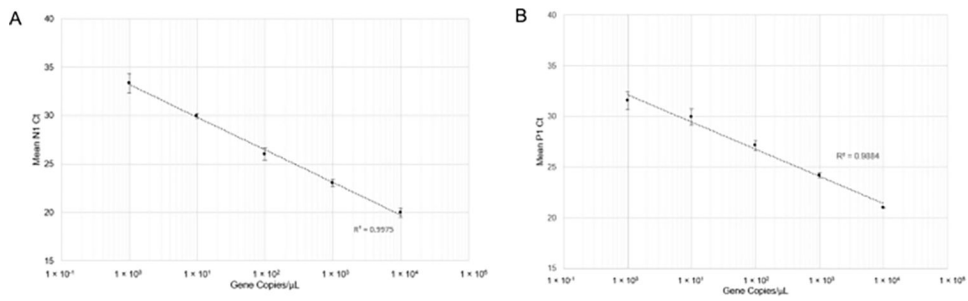 A
40
35
30
25
20
15
Mean N1 Ct
R² = 0.9975
1 × 10⁻¹ 1 × 10⁰ 1 × 10¹ 1 × 10² 1 × 10³ 1 × 10⁴ 1 × 10⁵
Gene Copies/µL
B
40
35
30
25
20
15
Mean P1 Ct
R² = 0.9884
1 × 10⁻¹ 1 × 10⁰ 1 × 10¹ 1 × 10² 1 × 10³ 1 × 10⁴ 1 × 10⁵
Gene Copies/µL